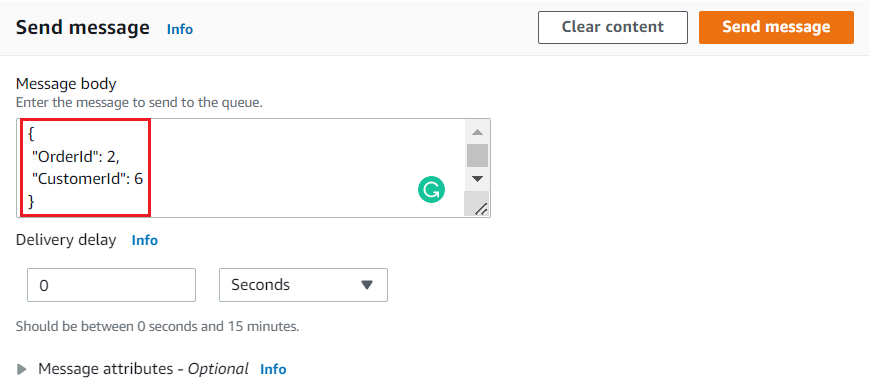 Send message Info Clear content Send message
Message body
Enter the message to send to the queue.
{
"OrderId": 2,
"CustomerId": 6
}
Delivery delay Info
0 Seconds
Should be between 0 seconds and 15 minutes.
Message attributes - Optional Info